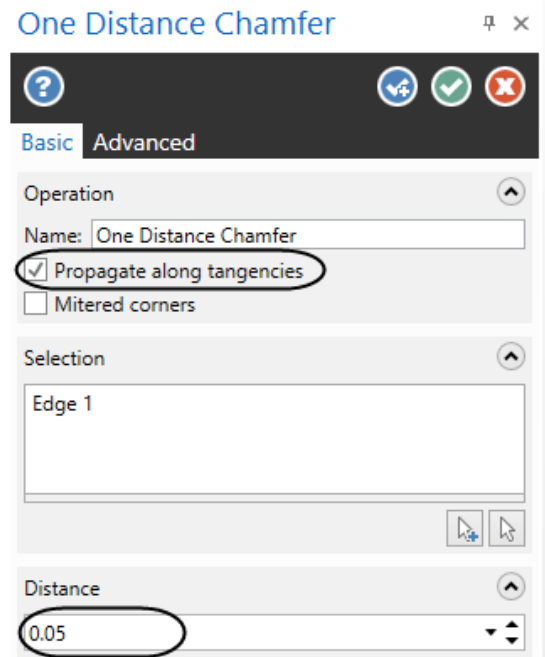 One Distance Chamfer
Basic Advanced
Operation
Name: One Distance Chamfer
Propagate along tangencies
Mitered corners
Selection
Edge 1
Distance
0.05